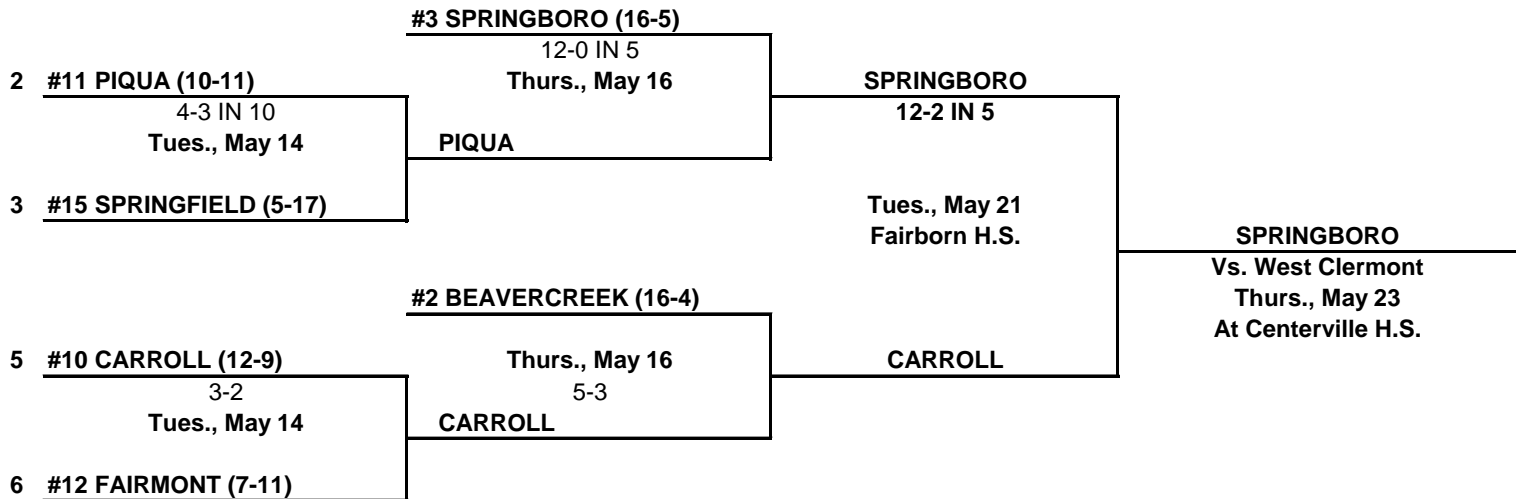 #3 SPRINGBORO (16-5)
12-0 IN 5
2 #11 PIQUA (10-11)
Thurs., May 16
SPRINGBORO
4-3 IN 10
12-2 IN 5
Tues., May 14
PIQUA
3 #15 SPRINGFIELD (5-17)
Tues., May 21
Fairborn H.S.
SPRINGBORO
Vs. West Clermont
#2 BEAVERCREEK (16-4)
Thurs., May 23
At Centerville H.S.
5 #10 CARROLL (12-9)
Thurs., May 16
CARROLL
3-2
5-3
Tues., May 14
CARROLL
6 #12 FAIRMONT (7-11)